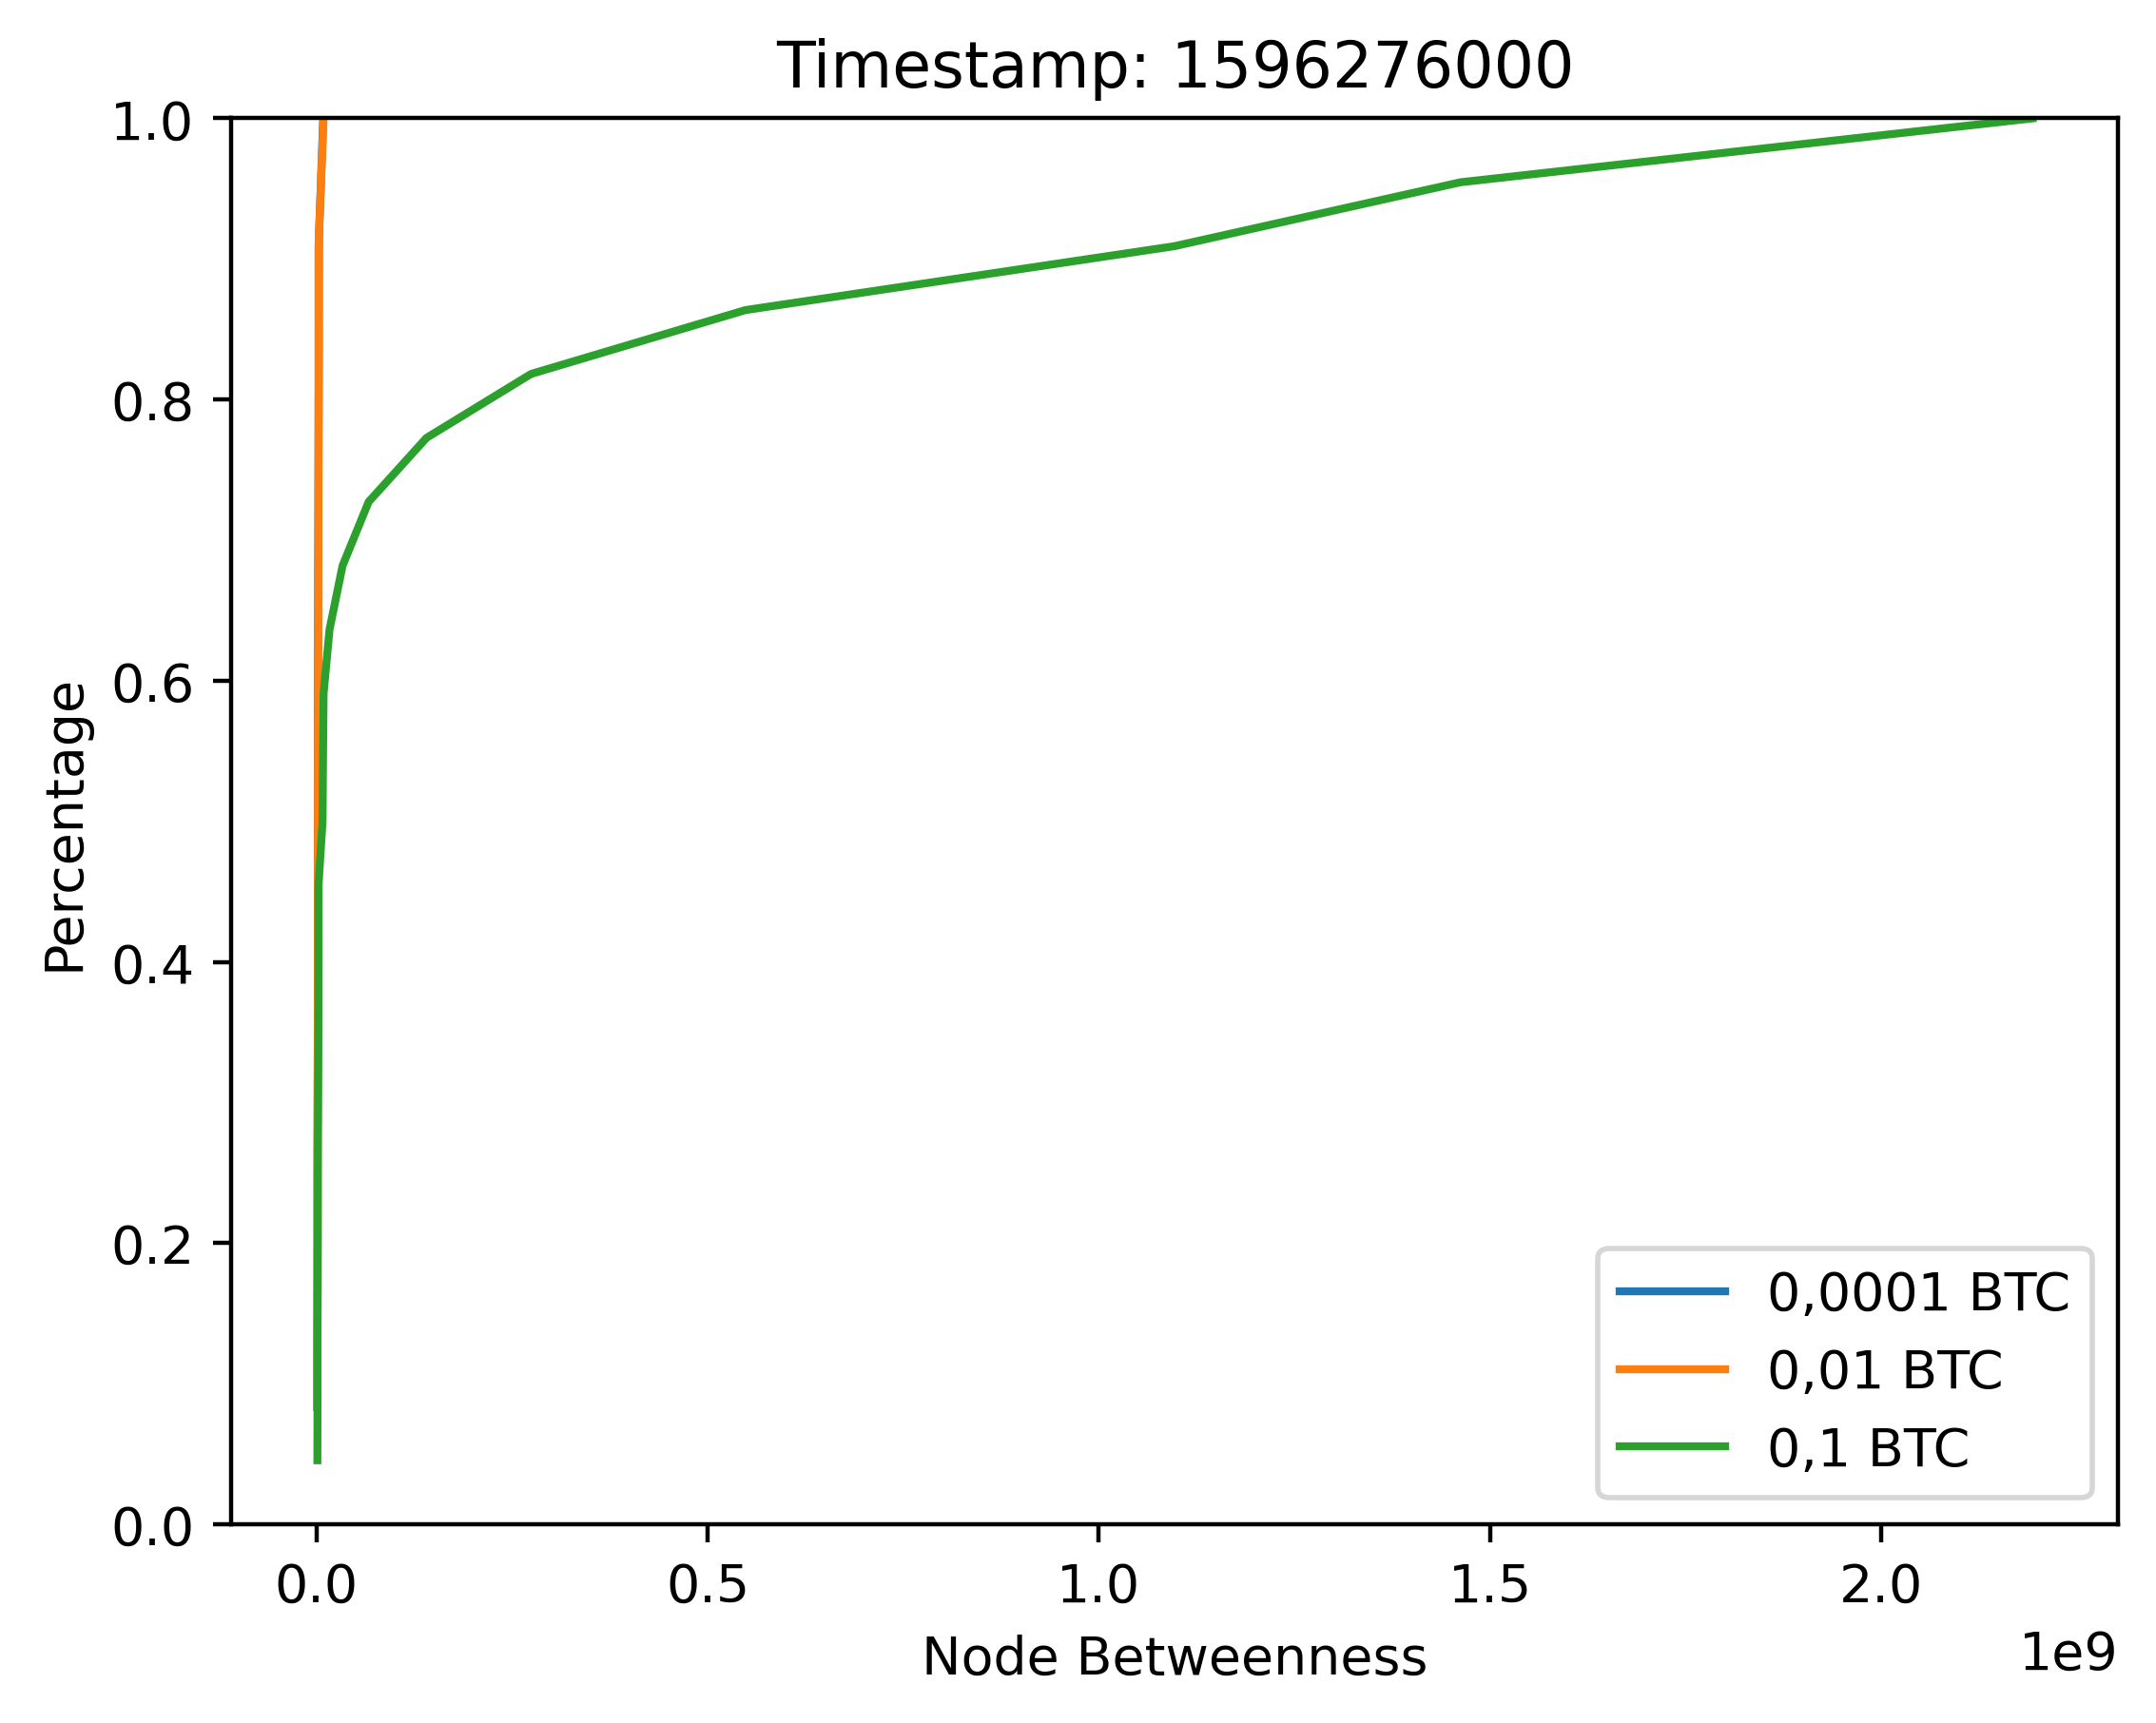 Timestamp: 1596276000
1.0
0.8
0.6
0.4
0.2
0.0
Percentage
0.0 0.5 1.0 1.5 2.0
Node Betweenness
1e9
0,0001 BTC
0,01 BTC
0,1 BTC